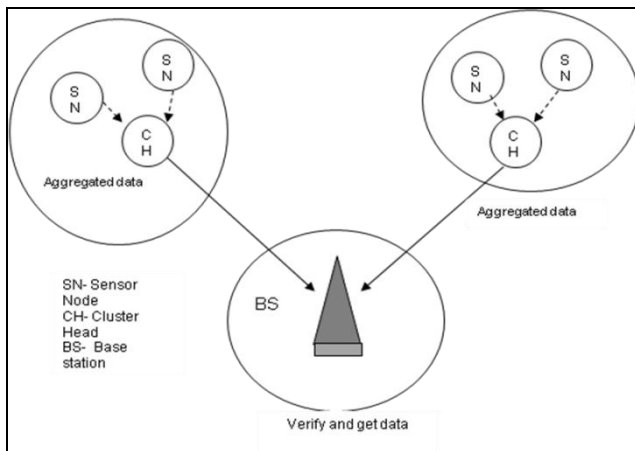 S
N
S
N
C
H
Aggregated data
S
N
S
N
C
H
Aggregated data
SN- Sensor
Node
CH- Cluster
Head
BS- Base
station
BS
Verify and get data